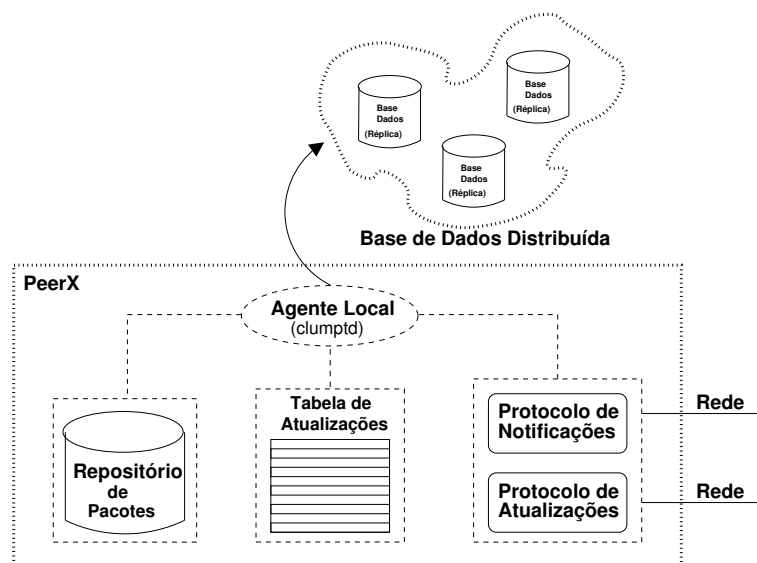 Base
Dados
(Réplica)
Base
Dados
(Réplica)
Base
Dados
(Réplica)
Base de Dados Distribuída
PeerX
Agente Local
(clumptd)
Repositório
de
Pacotes
Tabela de
Atualizações
Protocolo de
Notificações
Rede
Protocolo de
Atualizações
Rede